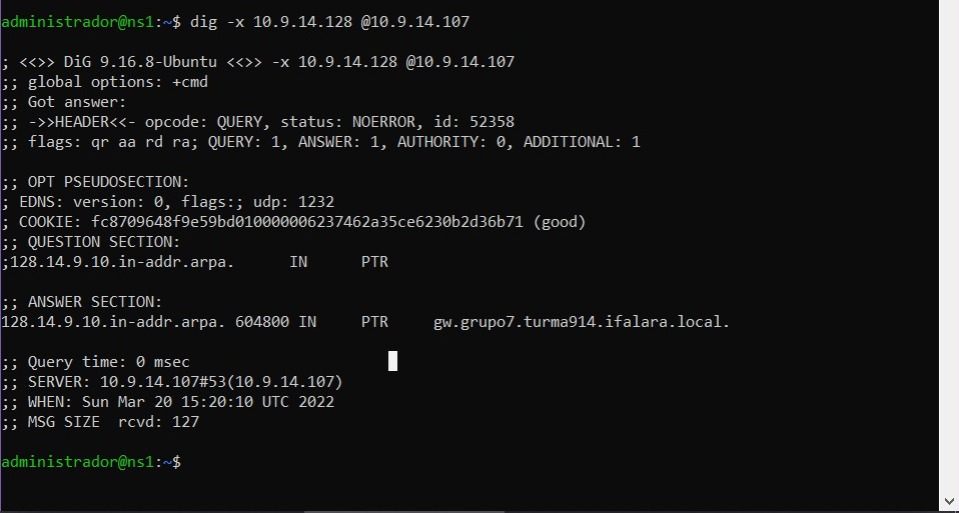 administrador@ns1:~$ dig -x 10.9.14.128 @10.9.14.107
; <<>> DiG 9.16.8-Ubuntu <<>> -x 10.9.14.128 @10.9.14.107
;; global options: +cmd
;; Got answer:
;; ->>HEADER<<- opcode: QUERY, status: NOERROR, id: 52358
;; flags: qr aa rd ra; QUERY: 1, ANSWER: 1, AUTHORITY: 0, ADDITIONAL: 1
;; OPT PSEUDOSECTION:
; EDNS: version: 0, flags:; udp: 1232
; COOKIE: fc8709648f9e59bd010000006237462a35ce6230b2d36b71 (good)
;; QUESTION SECTION:
;128.14.9.10.in-addr.arpa. IN PTR
;; ANSWER SECTION:
128.14.9.10.in-addr.arpa. 604800 IN PTR gw.grupo7.turma914.ifalara.local.
;; Query time: 0 msec
;; SERVER: 10.9.14.107#53(10.9.14.107)
;; WHEN: Sun Mar 20 15:20:10 UTC 2022
;; MSG SIZE rcvd: 127
administrador@ns1:~$